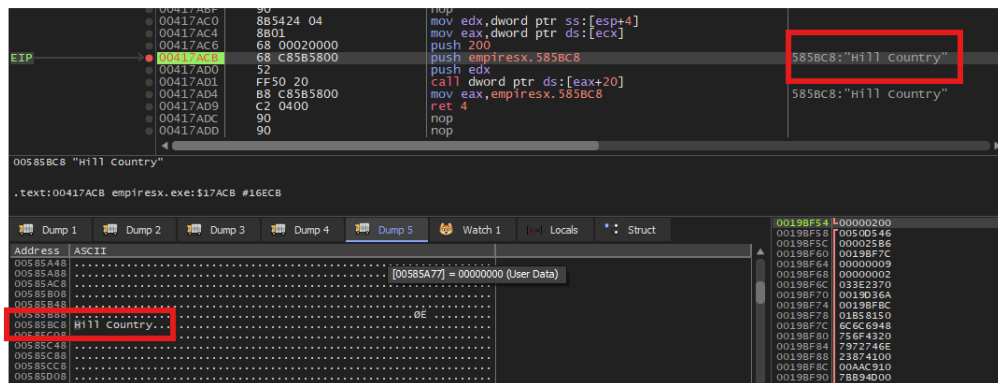 00417ABF 90 nop
00417AC0 8B5424 04 mov edx,dword ptr ss:[esp+4]
00417AC4 8B01 mov eax,dword ptr ds:[ecx]
00417AC6 68 00020000 push 200
EIP 00417ACB 68 C85B5800 push empiresx.585BC8 585BC8:"Hill Country"
00417AD0 52 push edx
00417AD1 FF50 20 call dword ptr ds:[eax+20]
00417AD4 B8 C85B5800 mov eax,empiresx.585BC8 585BC8:"Hill Country"
00417AD9 C2 0400 ret 4
00417ADC 90 nop
00417ADD 90 nop
00585BC8 "Hill Country"
.text:00417ACB empiresx.exe:$17ACB #16ECB
Dump 1 Dump 2 Dump 3 Dump 4 Dump 5 Watch 1 Locals Struct
Address ASCII
00585A48
00585A88
00585AC8
00585B08
00585B48
00585B88 ØË
00585BC8 Hill Country...
00585C08
00585C48
00585C88
00585CC8
00585D08
[00585A77] = 00000000 (User Data)
0019BF54 00000200
0019BF58 0050D546
0019BF5C 000025B6
0019BF60 0019BF7C
0019BF64 00000009
0019BF68 00000002
0019BF6C 033E2370
0019BF70 0019D36A
0019BF74 0019BFBC
0019BF78 01B58150
0019BF7C 6C6C6948
0019BF80 756F4320
0019BF84 7972746E
0019BF88 23874100
0019BF8C 00AAC910
0019BF90 7BB94D00